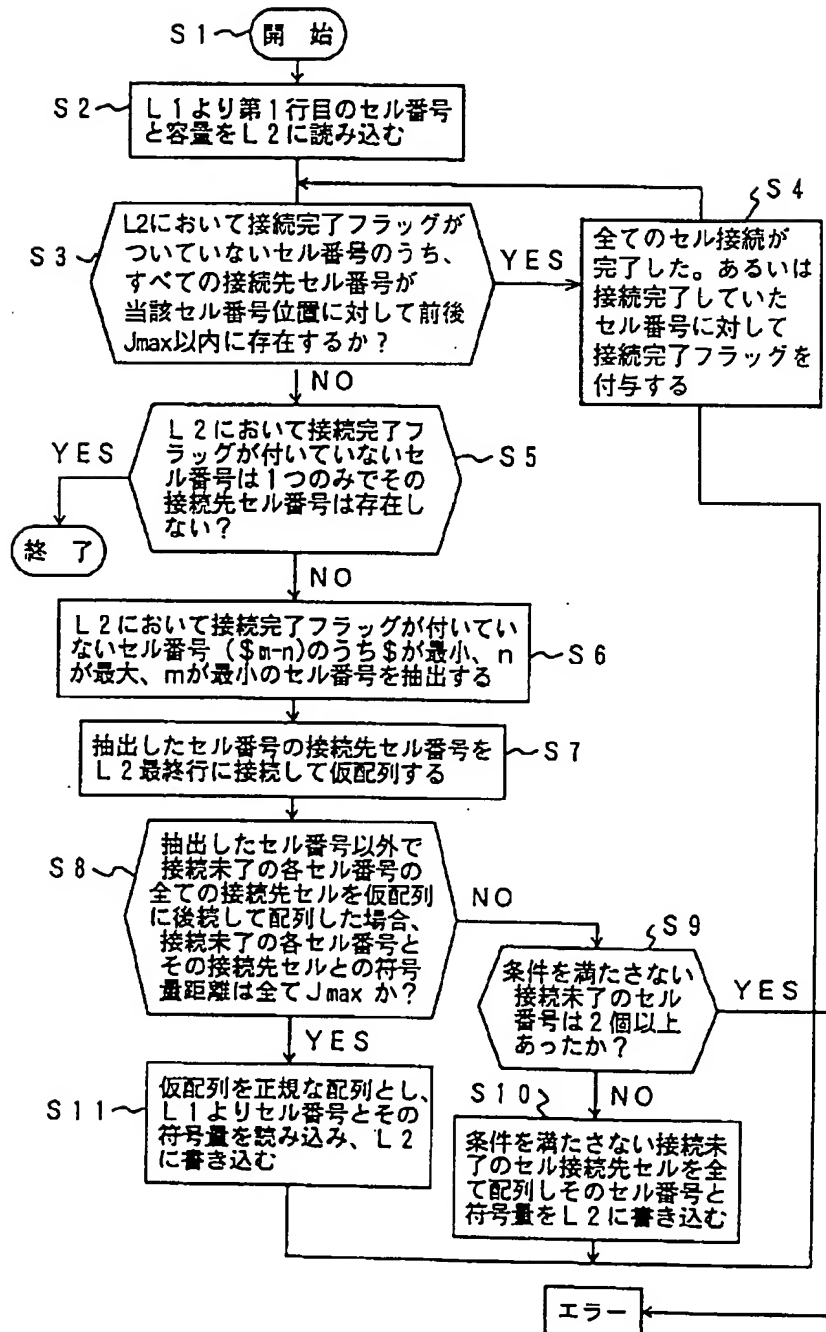 S1
開 始
S2
L1より第1行目のセル番号
と容量をL2に読み込む
S3
L2において接続完了フラッグが
ついていないセル番号のうち、
すべての接続先セル番号が
当該セル番号位置に対して前後
Jmax以内に存在するか?
YES
S4
全てのセル接続が
完了した。あるいは
接続完了していた
セル番号に対して
接続完了フラッグを
付与する
NO
L2において接続完了フ
ラッグが付いていないセ
ル番号は1つのみでその
接続先セル番号は存在し
ない?
S5
YES
終 了
NO
L2において接続完了フラッグが付いてい
ないセル番号($m-n)のうち$が最小、n
が最大、mが最小のセル番号を抽出する
S6
抽出したセル番号の接続先セル番号を
L2最終行に接続して仮配列する
S7
S8
抽出したセル番号以外で
接続未了の各セル番号の
全ての接続先セルを仮配列
に後続して配列した場合、
接続未了の各セル番号と
その接続先セルとの符号
量距離は全てJmaxか?
NO
S9
条件を満たさない
接続未了のセル
番号は2個以上
あったか?
YES
YES
S11
仮配列を正規な配列とし、
L1よりセル番号とその
符号量を読み込み、L2
に書き込む
S10
NO
条件を満たさない接続未
了のセル接続先セルを全
て配列しそのセル番号と
符号量をL2に書き込む
エラー